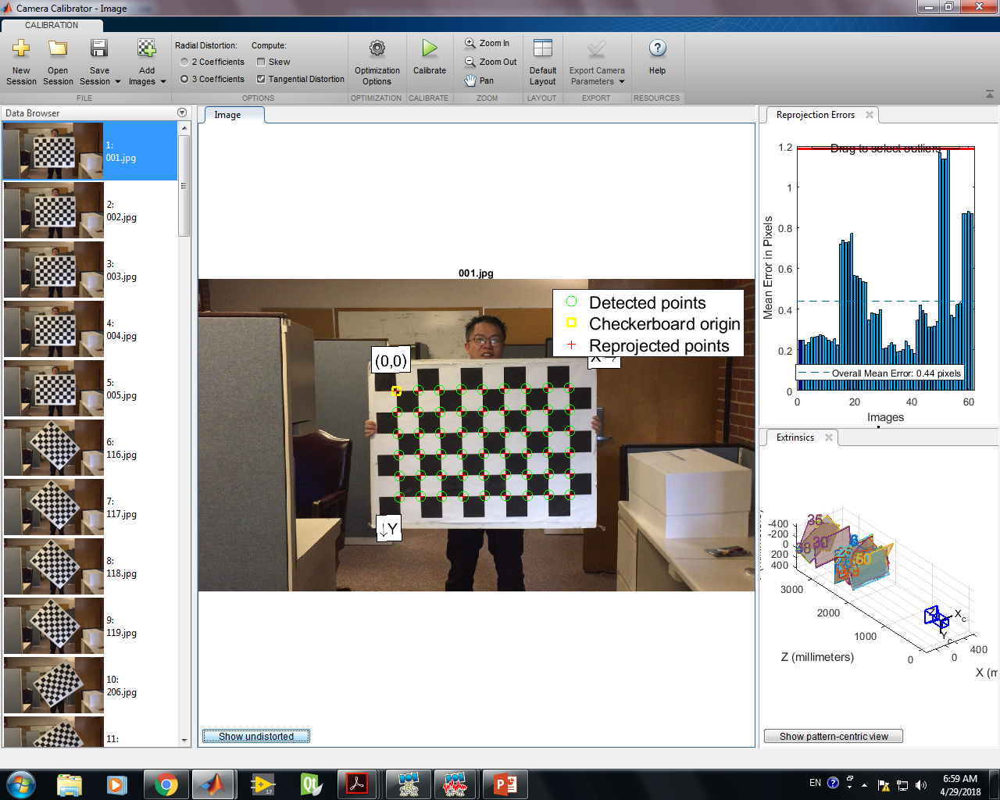 Camera Calibrator - Image
CALIBRATION
New Session
Open Session
Save Session
Add Images
FILE
Radial Distortion:
2 Coefficients
3 Coefficients
Compute:
Skew
Tangential Distortion
OPTIONS
Optimization Options
OPTIMIZATION
Calibrate
CALIBRATE
Zoom In
Zoom Out
Pan
ZOOM
Default Layout
LAYOUT
Export Camera Parameters
EXPORT
Help
RESOURCES
Data Browser
1:
001.jpg
2:
002.jpg
3:
003.jpg
4:
004.jpg
5:
005.jpg
6:
116.jpg
7:
117.jpg
8:
118.jpg
9:
119.jpg
10:
206.jpg
11:
Image
001.jpg
Detected points
Checkerboard origin
Reprojected points
(0,0)
X→
↓Y
Show undistorted
Reprojection Errors
Drag to select outliers
1.2
1
0.8
0.6
0.4
0.2
0
Mean Error in Pixels
Overall Mean Error: 0.44 pixels
0 20 40 60
Images
Extrinsics
-400
-200
0
200
400
3000
2000
1000
0
Z (millimeters)
0
400
X (m
Xc
Yc
35
30
38
50
Show pattern-centric view
EN
17
6:59 AM
4/29/2018